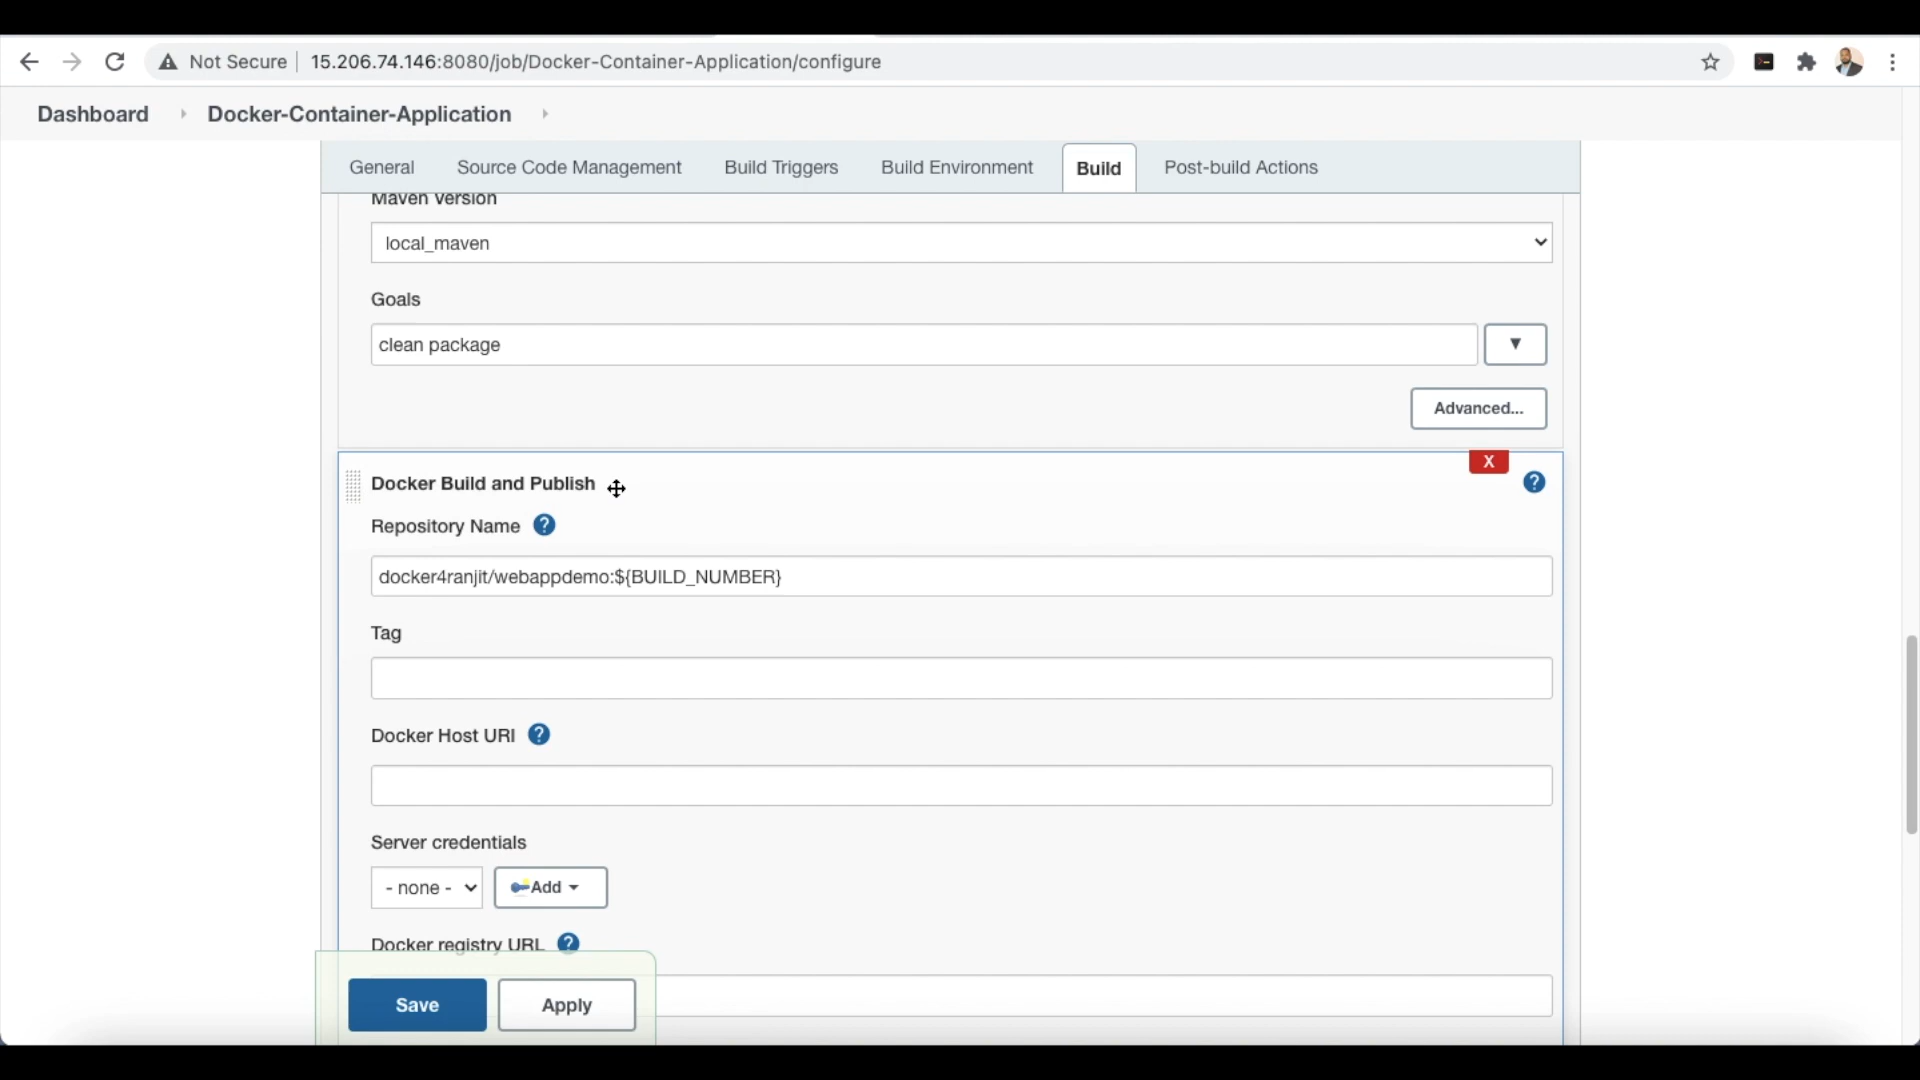 Not Secure 15.206.74.146:8080/job/Docker-Container-Application/configure
Dashboard Docker-Container-Application
General Source Code Management Build Triggers Build Environment Build Post-build Actions
Maven Version
local_maven
Goals
clean package
▼
Advanced...
X
Docker Build and Publish ?
Repository Name ?
docker4ranjit/webappdemo:${BUILD_NUMBER}
Tag
Docker Host URI ?
Server credentials
- none - Add
Docker registry URL ?
Save Apply